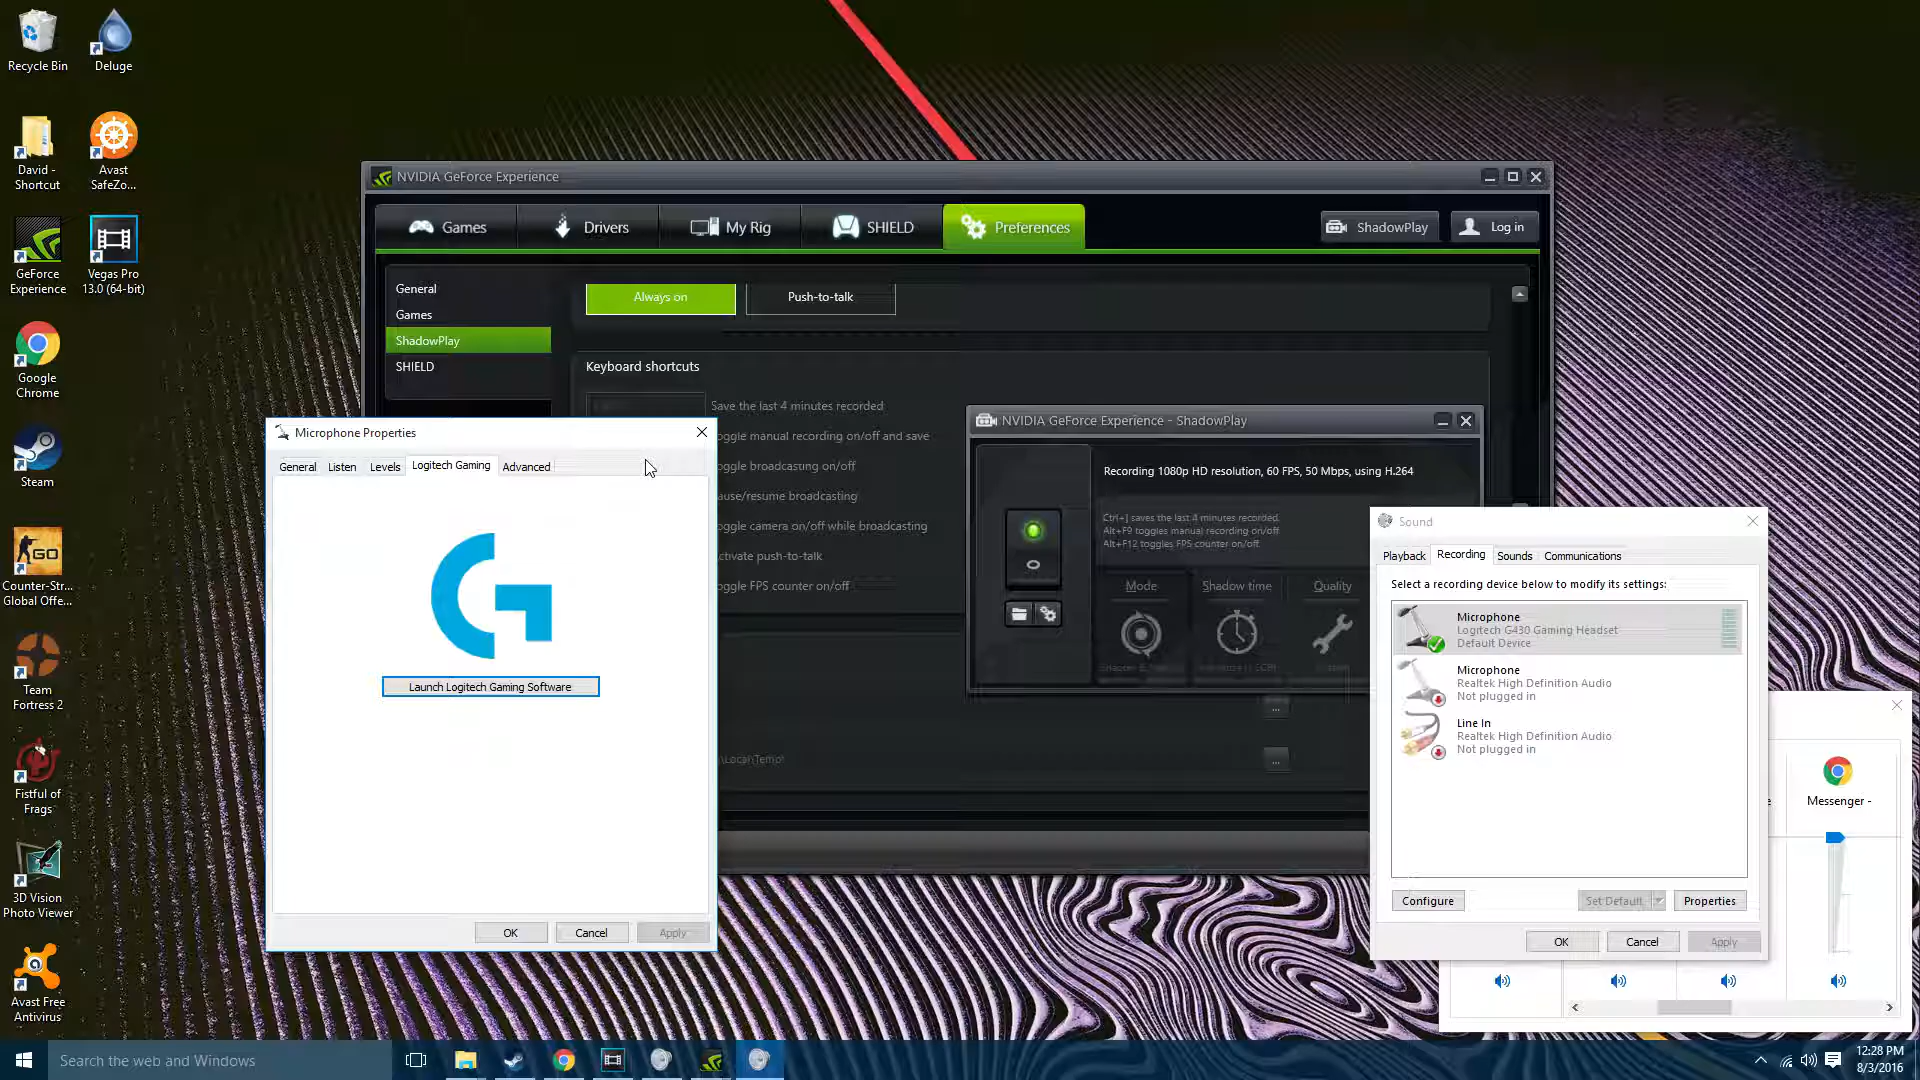 Recycle Bin
Deluge
David -
Shortcut
Avast
SafeZo...
GeForce
Experience
Vegas Pro
13.0 (64-bit)
Google
Chrome
Steam
Counter-Str...
Global Offe...
Team
Fortress 2
Fistful of
Frags
3D Vision
Photo Viewer
Avast Free
Antivirus
NVIDIA GeForce Experience
Games
Drivers
My Rig
SHIELD
Preferences
ShadowPlay
Log in
General
Games
ShadowPlay
SHIELD
Always on
Push-to-talk
Keyboard shortcuts
Save the last 4 minutes recorded
oggle manual recording on/off and save
oggle broadcasting on/off
ause/resume broadcasting
oggle camera on/off while broadcasting
ctivate push-to-talk
oggle FPS counter on/off
...
...
Microphone Properties
General
Listen
Levels
Logitech Gaming
Advanced
Launch Logitech Gaming Software
OK
Cancel
Apply
NVIDIA GeForce Experience - ShadowPlay
Recording 1080p HD resolution, 60 FPS, 50 Mbps, using H.264
Ctrl+] saves the last 4 minutes recorded.
Alt+F9 toggles manual recording on/off
Alt+F12 toggles FPS counter on/off.
Mode
Shadow time
Quality
Sound
Playback
Recording
Sounds
Communications
Select a recording device below to modify its settings:
Microphone
Logitech G430 Gaming Headset
Default Device
Microphone
Realtek High Definition Audio
Not plugged in
Line In
Realtek High Definition Audio
Not plugged in
Configure
Set Default
Properties
OK
Cancel
Apply
Messenger -
Search the web and Windows
12:28 PM
8/3/2016